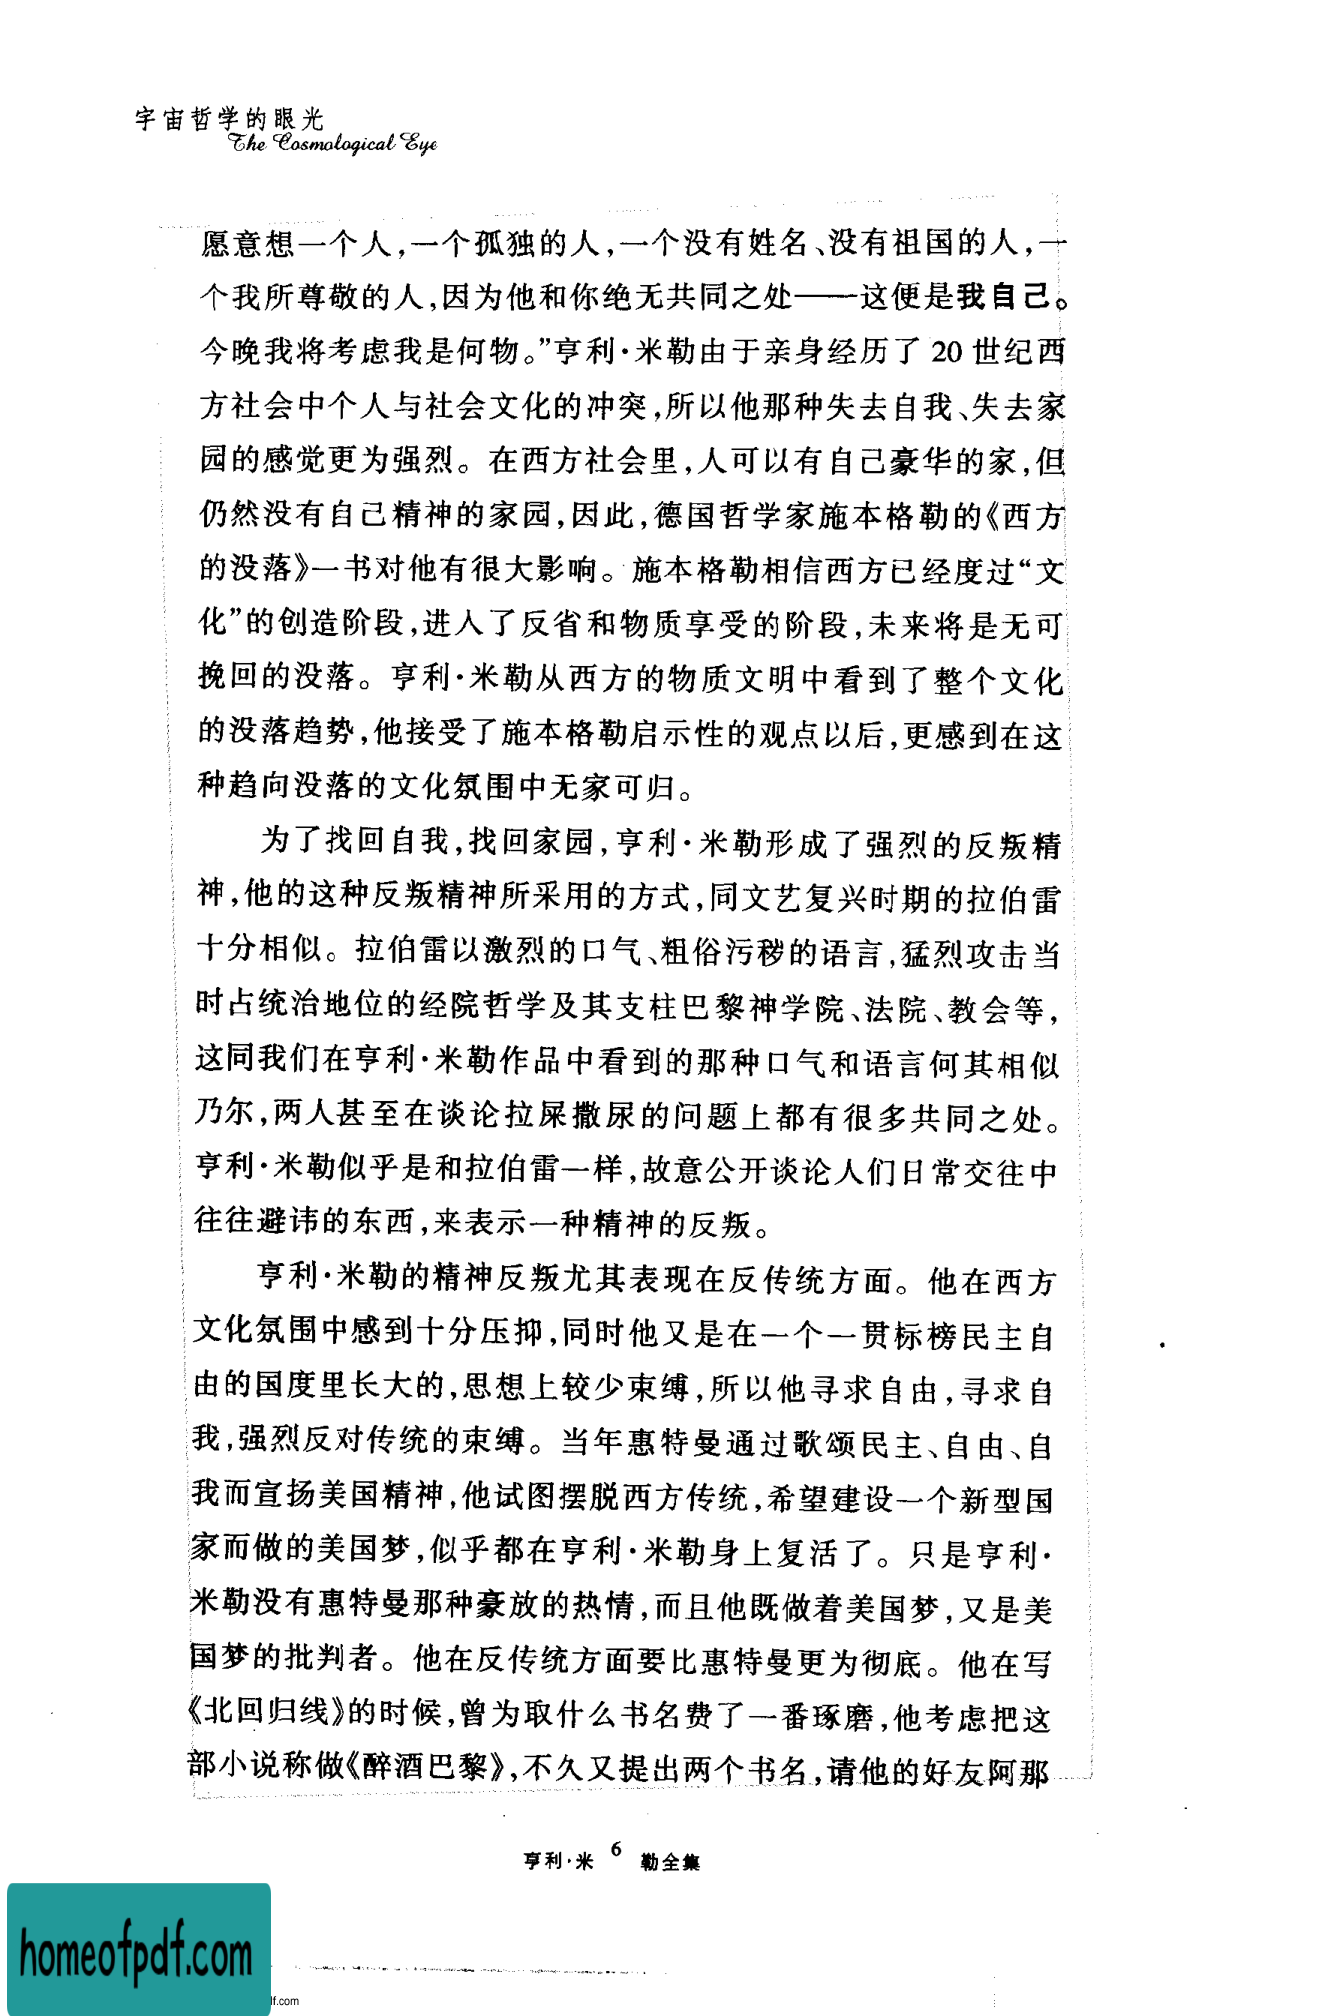 宇宙哲学的眼光
The Cosmological Eye
愿意想一个人,一个孤独的人,一个没有姓名、没有祖国的人,一
个我所尊敬的人,因为他和你绝无共同之处——这便是我自己。
今晚我将考虑我是何物。”亨利·米勒由于亲身经历了 20 世纪西
方社会中个人与社会文化的冲突,所以他那种失去自我、失去家
园的感觉更为强烈。在西方社会里,人可以有自己豪华的家,但
仍然没有自己精神的家园,因此,德国哲学家施本格勒的《西方
的没落》一书对他有很大影响。施本格勒相信西方已经度过“文
化”的创造阶段,进入了反省和物质享受的阶段,未来将是无可
挽回的没落。亨利·米勒从西方的物质文明中看到了整个文化
的没落趋势,他接受了施本格勒启示性的观点以后,更感到在这
种趋向没落的文化氛围中无家可归。
为了找回自我,找回家园,亨利·米勒形成了强烈的反叛精
神,他的这种反叛精神所采用的方式,同文艺复兴时期的拉伯雷
十分相似。拉伯雷以激烈的口气、粗俗污秽的语言,猛烈攻击当
时占统治地位的经院哲学及其支柱巴黎神学院、法院、教会等,
这同我们在亨利·米勒作品中看到的那种口气和语言何其相似
乃尔,两人甚至在谈论拉屎撒尿的问题上都有很多共同之处。
亨利·米勒似乎是和拉伯雷一样,故意公开谈论人们日常交往中
往往避讳的东西,来表示一种精神的反叛。
亨利·米勒的精神反叛尤其表现在反传统方面。他在西方
文化氛围中感到十分压抑,同时他又是在一个一贯标榜民主自
由的国度里长大的,思想上较少束缚,所以他寻求自由,寻求自
我,强烈反对传统的束缚。当年惠特曼通过歌颂民主、自由、自
我而宣扬美国精神,他试图摆脱西方传统,希望建设一个新型国
家而做的美国梦,似乎都在亨利·米勒身上复活了。只是亨利·
米勒没有惠特曼那种豪放的热情,而且他既做着美国梦,又是美
国梦的批判者。他在反传统方面要比惠特曼更为彻底。他在写
《北回归线》的时候,曾为取什么书名费了一番琢磨,他考虑把这
部小说称做《醉酒巴黎》,不久又提出两个书名,请他的好友阿那
亨利·米 6 勒全集
homeofpdf.com
lf.com